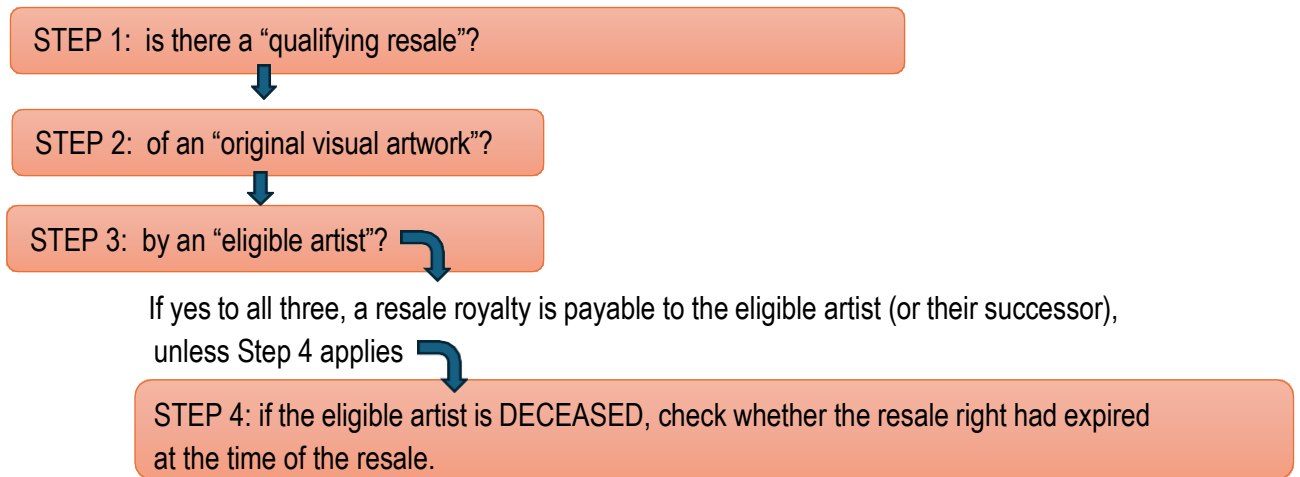 STEP 1:  is there a “qualifying resale”?
STEP 2:  of an “original visual artwork”?
STEP 3:  by an “eligible artist”?
If yes to all three, a resale royalty is payable to the eligible artist (or their successor),
unless Step 4 applies
STEP 4: if the eligible artist is DECEASED, check whether the resale right had expired
at the time of the resale.